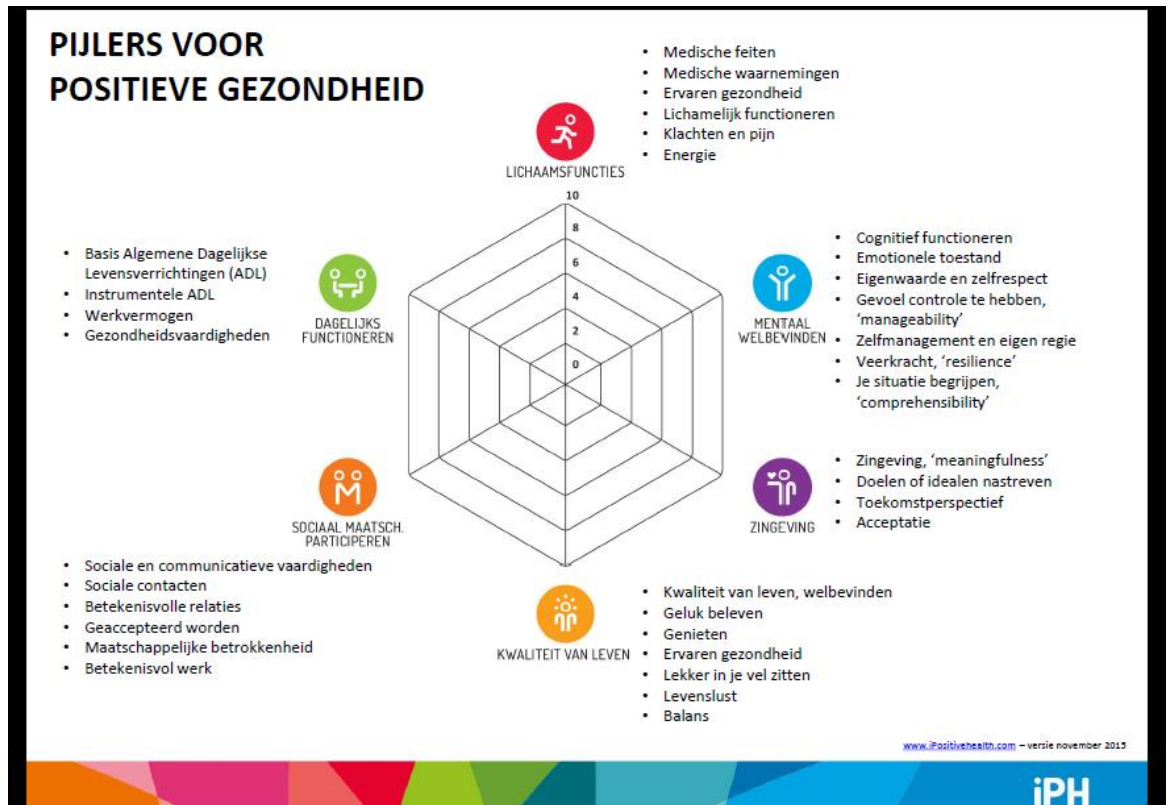 PIJLERS VOOR
POSITIEVE GEZONDHEID
• Medische feiten
• Medische waarnemingen
• Ervaren gezondheid
• Lichamelijk functioneren
• Klachten en pijn
• Energie
LICHAAMSFUNCTIES
10
8
6
4
2
0
• Basis Algemene Dagelijkse
Levensverrichtingen (ADL)
• Instrumentele ADL
• Werkvermogen
• Gezondheidsvaardigheden
DAGELIJKS
FUNCTIONEREN
MENTAAL
WELBEVINDEN
• Cognitief functioneren
• Emotionele toestand
• Eigenwaarde en zelfrespect
• Gevoel controle te hebben,
‘manageability’
• Zelfmanagement en eigen regie
• Veerkracht, ‘resilience’
• Je situatie begrijpen,
‘comprehensibility’
SOCIAAL MAATSCH.
PARTICIPEREN
• Sociale en communicatieve vaardigheden
• Sociale contacten
• Betekenisvolle relaties
• Geaccepteerd worden
• Maatschappelijke betrokkenheid
• Betekenisvol werk
ZINGEVING
• Zingeving, ‘meaningfulness’
• Doelen of idealen nastreven
• Toekomstperspectief
• Acceptatie
KWALITEIT VAN LEVEN
• Kwaliteit van leven, welbevinden
• Geluk beleven
• Genieten
• Ervaren gezondheid
• Lekker in je vel zitten
• Levenslust
• Balans
www.iPositivehealth.com – versie november 2015
iPH